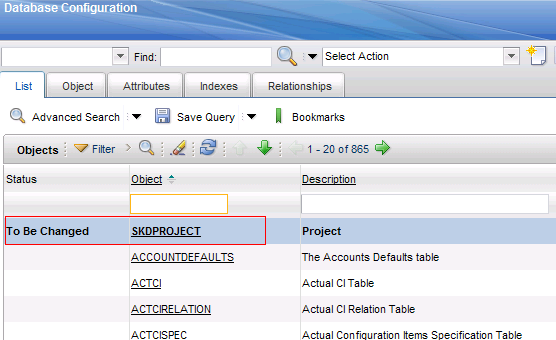 Database Configuration
Find: Select Action
List Object Attributes Indexes Relationships
Advanced Search Save Query Bookmarks
Objects Filter 1 - 20 of 865
Status Object Description
To Be Changed SKDPROJECT Project
ACCOUNTDEFAULTS The Accounts Defaults table
ACTCI Actual CI Table
ACTCIRELATION Actual CI Relation Table
ACTCISPEC Actual Configuration Items Specification Table